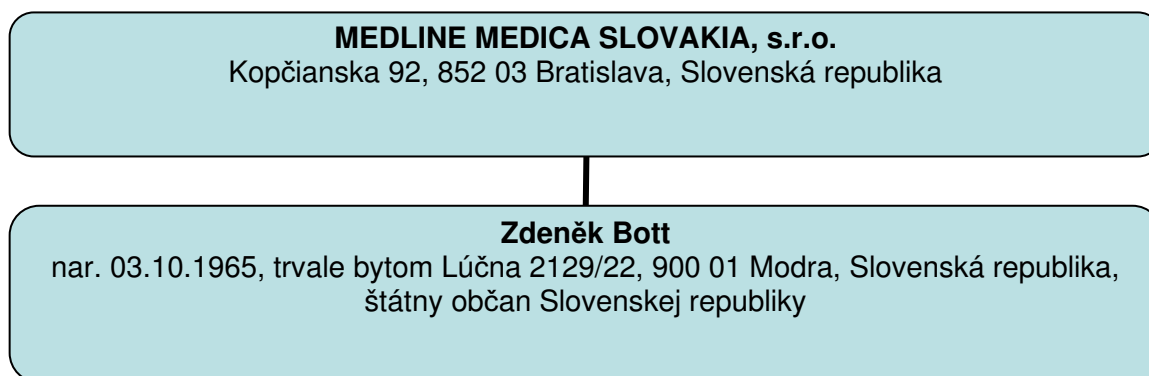 MEDLINE MEDICA SLOVAKIA, s.r.o.
Kopčianska 92, 852 03 Bratislava, Slovenská republika
Zdeněk Bott
nar. 03.10.1965, trvale bytom Lúčna 2129/22, 900 01 Modra, Slovenská republika,
štátny občan Slovenskej republiky